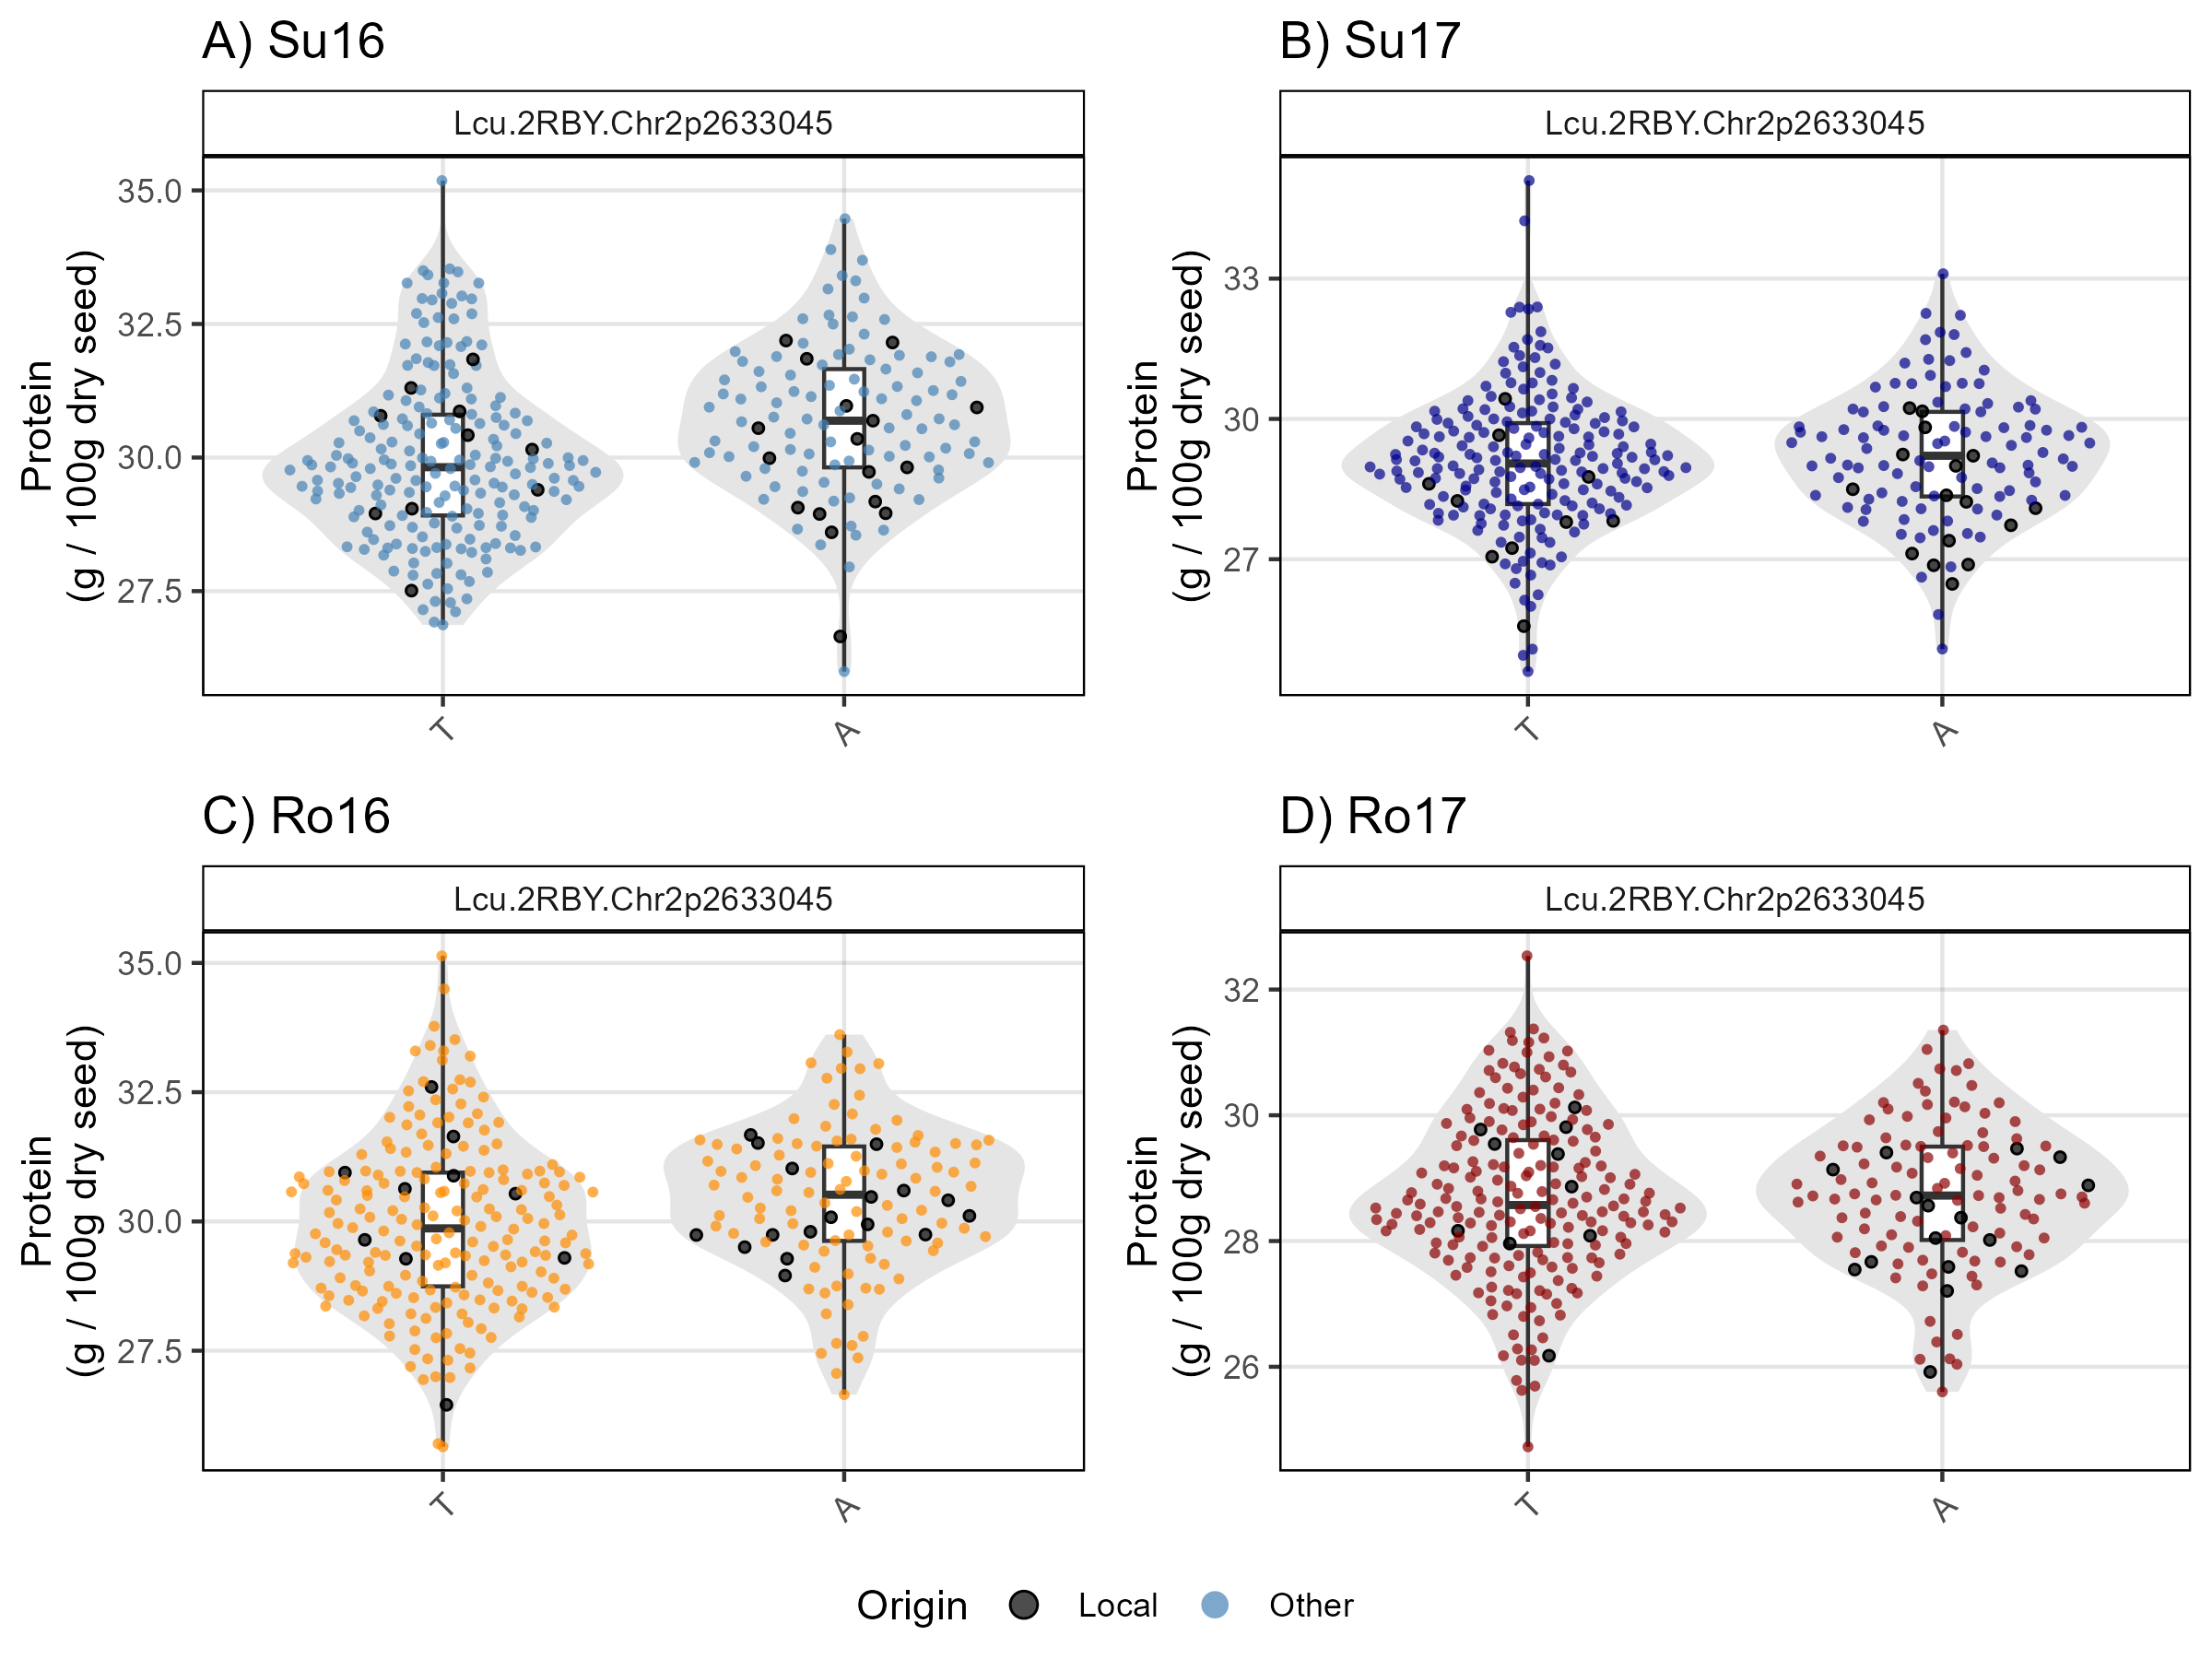 A) Su16
Lcu.2RBY.Chr2p2633045
Protein
(g / 100g dry seed)
35.0
32.5
30.0
27.5
T
A
B) Su17
Lcu.2RBY.Chr2p2633045
Protein
(g / 100g dry seed)
33
30
27
T
A
C) Ro16
Lcu.2RBY.Chr2p2633045
Protein
(g / 100g dry seed)
35.0
32.5
30.0
27.5
T
A
D) Ro17
Lcu.2RBY.Chr2p2633045
Protein
(g / 100g dry seed)
32
30
28
26
T
A
Origin Local Other